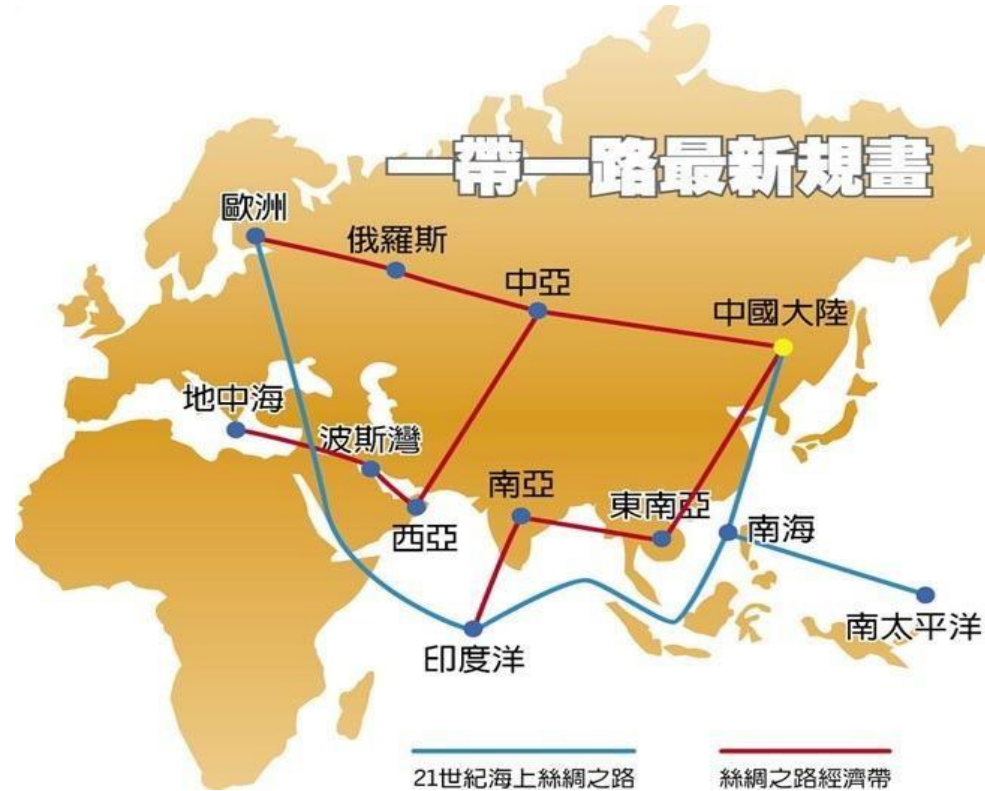 一帶一路最新規畫
歐洲
俄羅斯
中亞
中國大陸
地中海
波斯灣
西亞
南亞
東南亞
南海
南太平洋
印度洋
21世紀海上絲綢之路
絲綢之路經濟帶